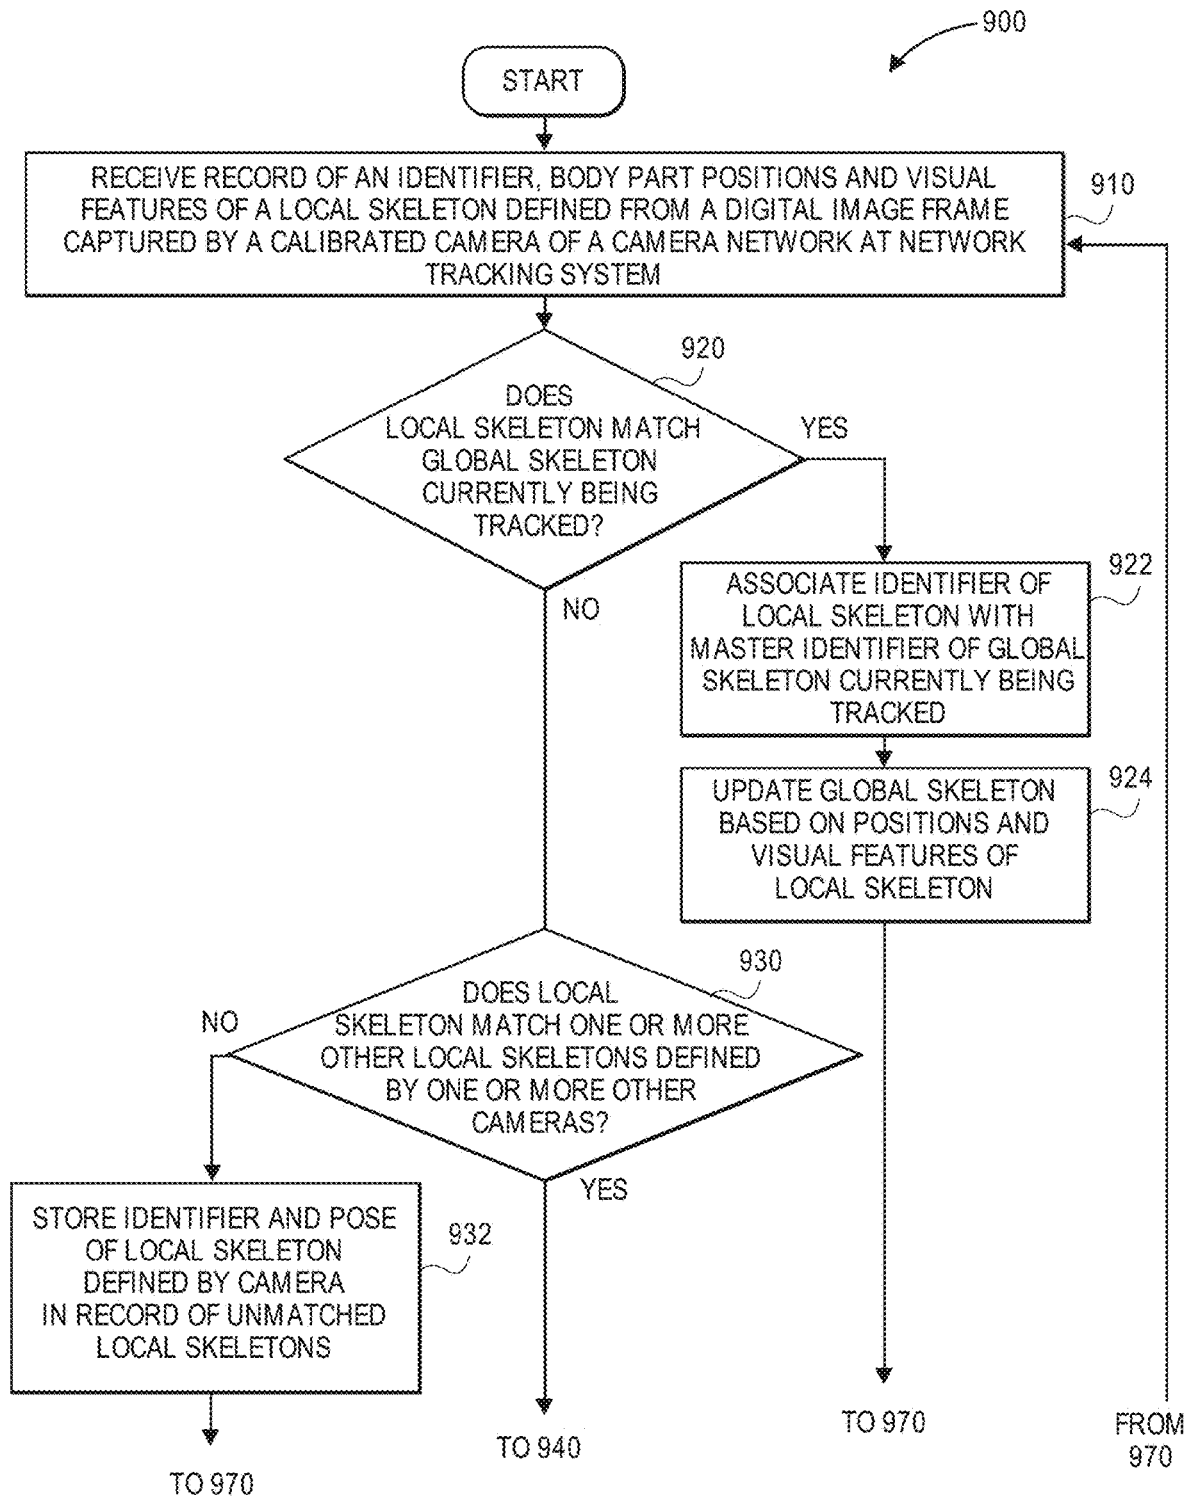 900
START
RECEIVE RECORD OF AN IDENTIFIER, BODY PART POSITIONS AND VISUAL
FEATURES OF A LOCAL SKELETON DEFINED FROM A DIGITAL IMAGE FRAME
CAPTURED BY A CALIBRATED CAMERA OF A CAMERA NETWORK AT NETWORK
TRACKING SYSTEM
910
920
DOES
LOCAL SKELETON MATCH
GLOBAL SKELETON
CURRENTLY BEING
TRACKED?
YES
NO
922
ASSOCIATE IDENTIFIER OF
LOCAL SKELETON WITH
MASTER IDENTIFIER OF GLOBAL
SKELETON CURRENTLY BEING
TRACKED
924
UPDATE GLOBAL SKELETON
BASED ON POSITIONS AND
VISUAL FEATURES OF
LOCAL SKELETON
930
DOES LOCAL
SKELETON MATCH ONE OR MORE
OTHER LOCAL SKELETONS DEFINED
BY ONE OR MORE OTHER
CAMERAS?
NO
YES
STORE IDENTIFIER AND POSE
OF LOCAL SKELETON
DEFINED BY CAMERA
IN RECORD OF UNMATCHED
LOCAL SKELETONS
932
TO 970
TO 940
TO 970
FROM
970